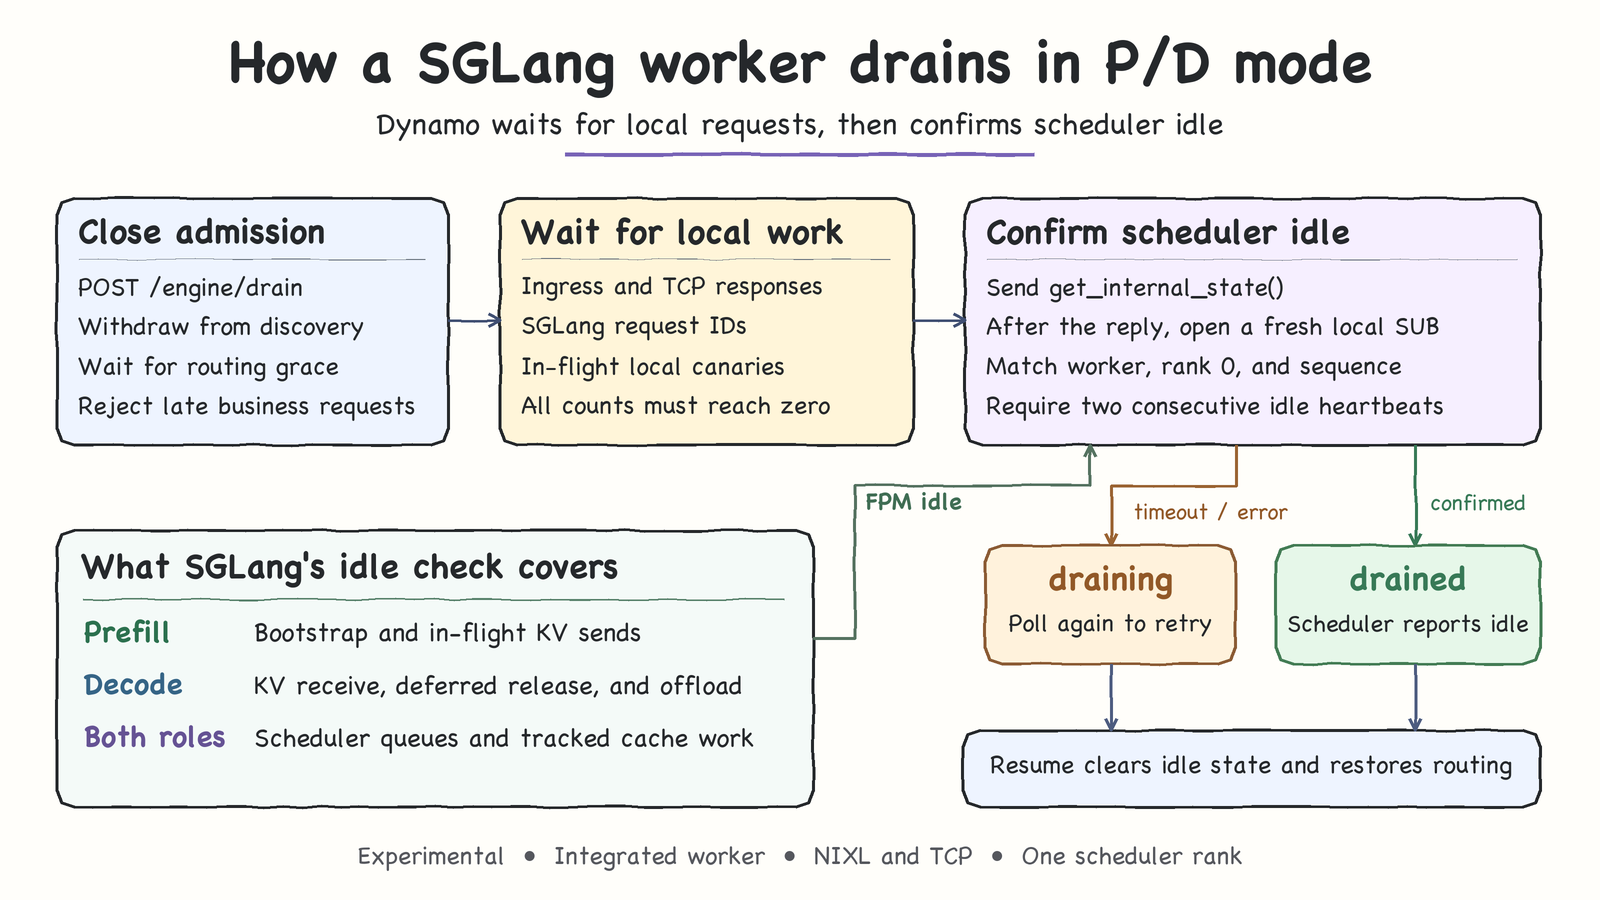 How a SGLang worker drains in P/D mode
Dynamo waits for local requests, then confirms scheduler idle
Close admission
POST /engine/drain
Withdraw from discovery
Wait for routing grace
Reject late business requests
Wait for local work
Ingress and TCP responses
SGLang request IDs
In-flight local canaries
All counts must reach zero
Confirm scheduler idle
Send get_internal_state()
After the reply, open a fresh local SUB
Match worker, rank 0, and sequence
Require two consecutive idle heartbeats
FPM idle
timeout / error
confirmed
What SGLang's idle check covers
Prefill Bootstrap and in-flight KV sends
Decode KV receive, deferred release, and offload
Both roles Scheduler queues and tracked cache work
draining
Poll again to retry
drained
Scheduler reports idle
Resume clears idle state and restores routing
Experimental • Integrated worker • NIXL and TCP • One scheduler rank